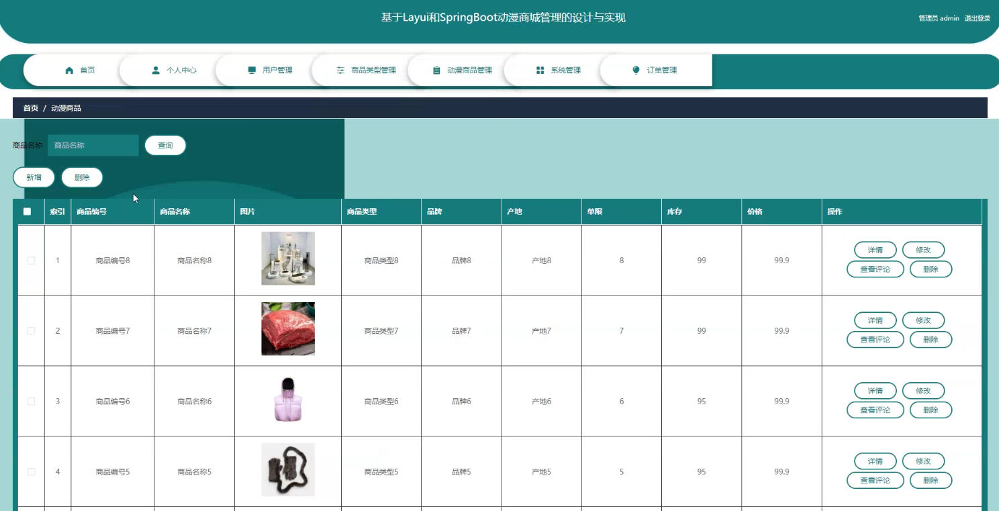 基于Layui和SpringBoot动漫商城管理的设计与实现
管理员 admin 退出登录
首页 个人中心 用户管理 商品类型管理 动漫商品管理 系统管理 订单管理
首页 / 动漫商品
商品名称 商品名称 查询
新增 删除
索引 商品编号 商品名称 图片 商品类型 品牌 产地 单限 库存 价格 操作
1 商品编号8 商品名称8 商品类型8 品牌8 产地8 8 99 99.9 详情 修改
查看评论 删除
2 商品编号7 商品名称7 商品类型7 品牌7 产地7 7 99 99.9 详情 修改
查看评论 删除
3 商品编号6 商品名称6 商品类型6 品牌6 产地6 6 95 99.9 详情 修改
查看评论 删除
4 商品编号5 商品名称5 商品类型5 品牌5 产地5 5 95 99.9 详情 修改
查看评论 删除